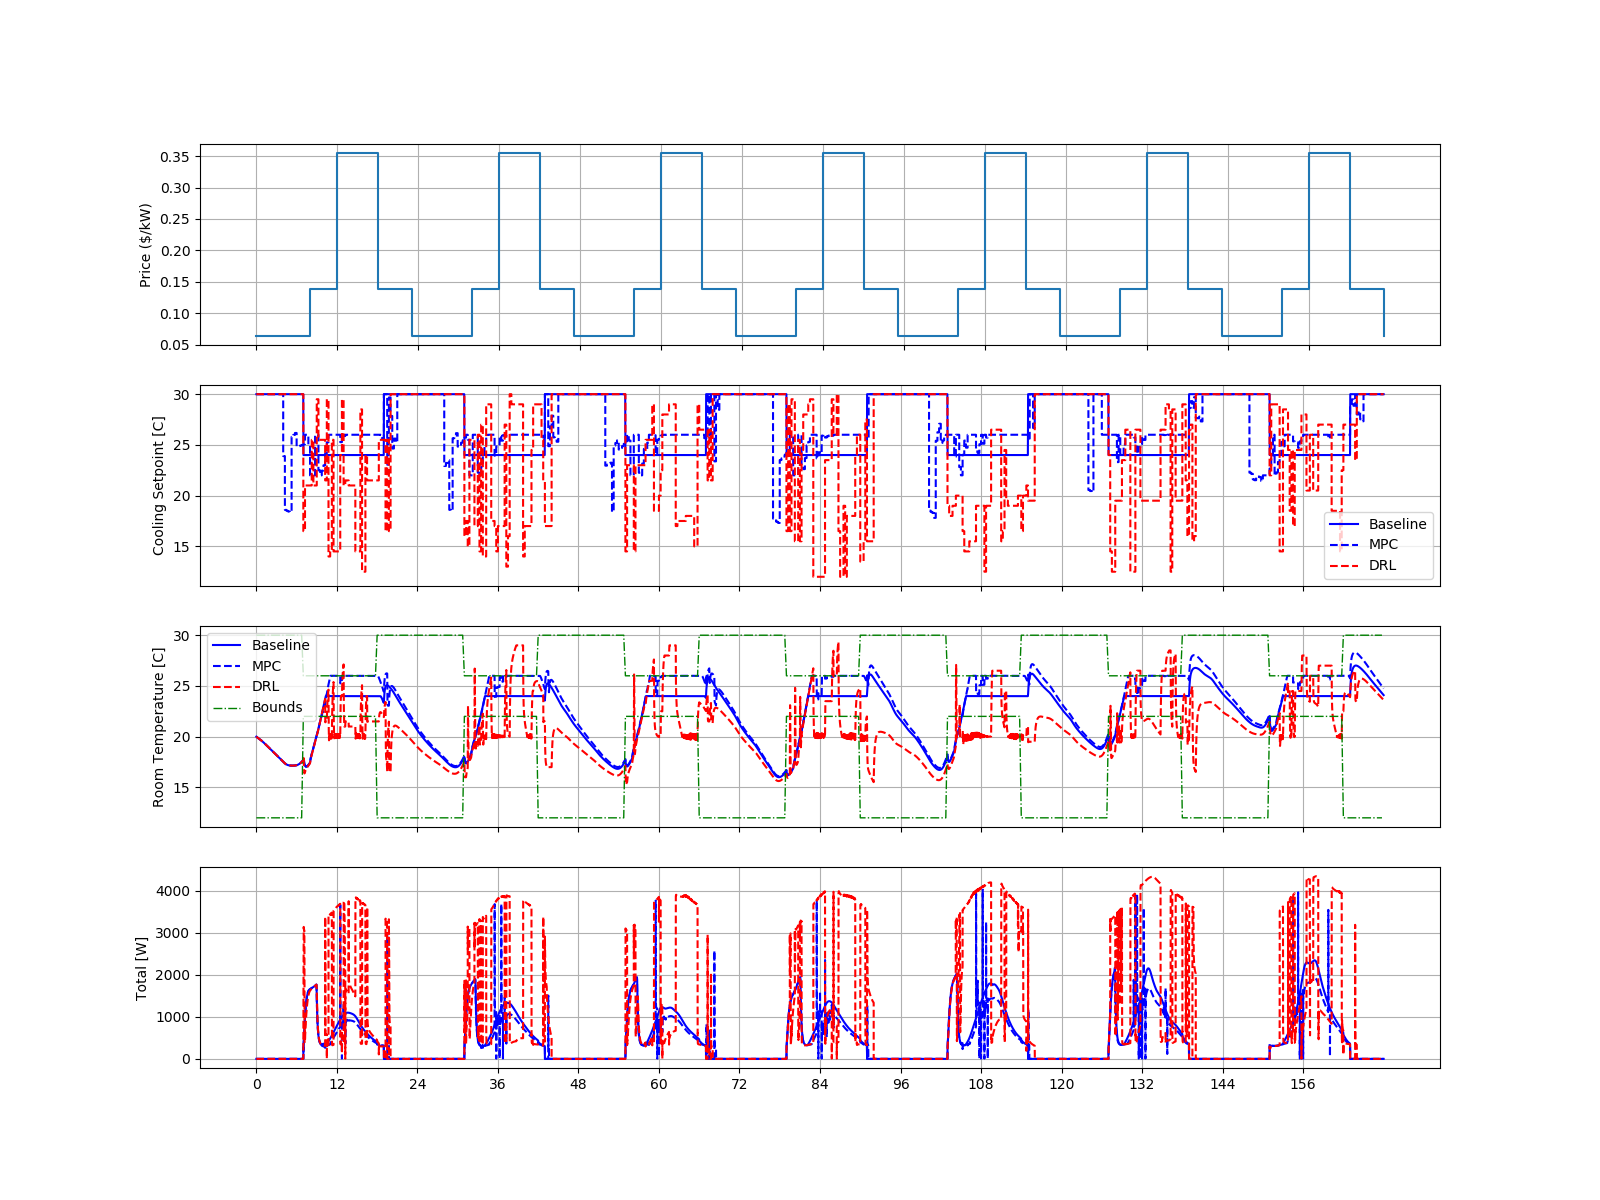 Price ($/kW)
0.35
0.30
0.25
0.20
0.15
0.10
0.05
Cooling Setpoint [C]
30
25
20
15
Baseline
MPC
DRL
Room Temperature [C]
30
25
20
15
Baseline
MPC
DRL
Bounds
Total [W]
4000
3000
2000
1000
0
0 12 24 36 48 60 72 84 96 108 120 132 144 156